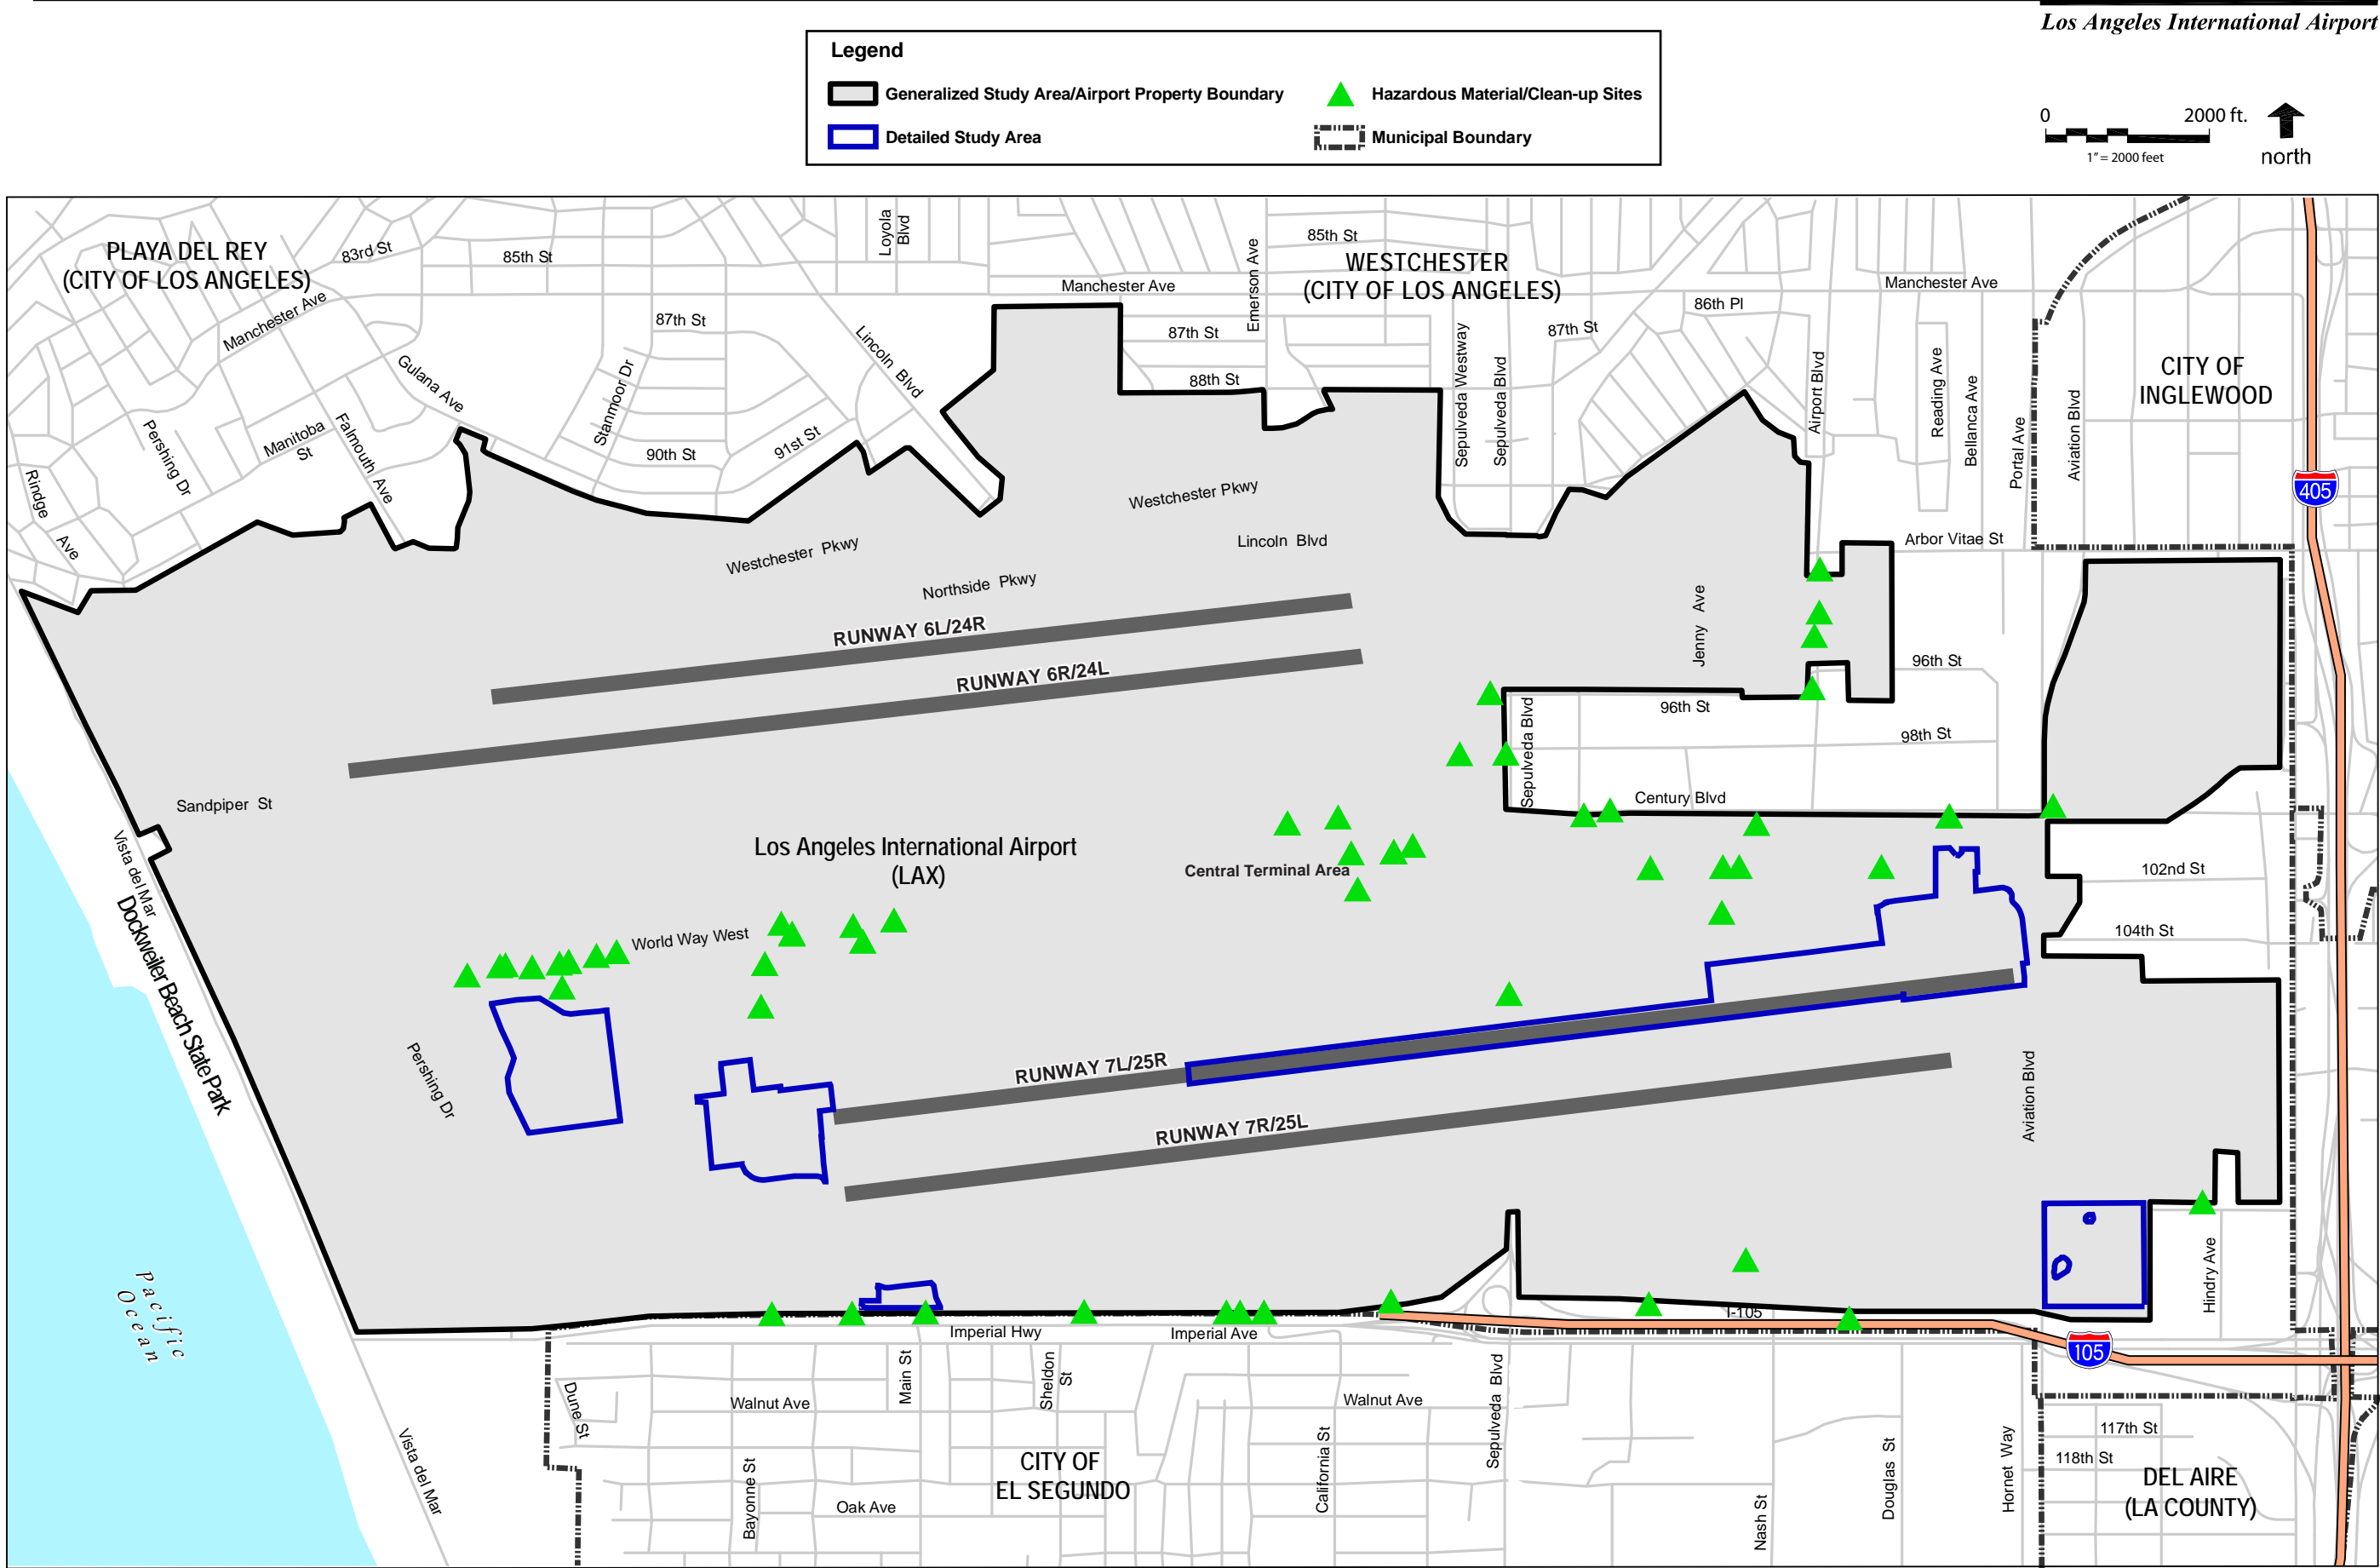 Los Angeles International Airport
Legend
Generalized Study Area/Airport Property Boundary
Hazardous Material/Clean-up Sites
Detailed Study Area
Municipal Boundary
0
2000 ft.
1" = 2000 feet
north
PLAYA DEL REY
(CITY OF LOS ANGELES)
83rd St
85th St
Loyola
Blvd
Emerson Ave
85th St
WESTCHESTER
(CITY OF LOS ANGELES)
Manchester Ave
Manchester Ave
Manchester Ave
86th Pl
87th St
87th St
87th St
88th St
Lincoln Blvd
Gulana Ave
Stanmoor Dr
Sepulveda Westway
Sepulveda Blvd
Airport Blvd
Reading Ave
Bellanca Ave
Portal Ave
Aviation Blvd
CITY OF
INGLEWOOD
405
Pershing Dr
Manitoba
St
Falmouth Ave
90th St
91st St
Rindge
Ave
Westchester Pkwy
Westchester Pkwy
Lincoln Blvd
Arbor Vitae St
Northside Pkwy
RUNWAY 6L/24R
RUNWAY 6R/24L
Jenny Ave
96th St
96th St
98th St
Sepulveda Blvd
Century Blvd
Sandpiper St
Vista del Mar
Dockweiler Beach State Park
Los Angeles International Airport
(LAX)
Central Terminal Area
102nd St
104th St
World Way West
Pershing Dr
RUNWAY 7L/25R
RUNWAY 7R/25L
Aviation Blvd
Hindry Ave
Pacific
Ocean
I-105
105
Imperial Hwy
Imperial Ave
Dune St
Main St
Sheldon
St
Walnut Ave
Walnut Ave
Sepulveda Blvd
California St
Vista del Mar
Bayonne St
Oak Ave
CITY OF
EL SEGUNDO
Nash St
Douglas St
Hornet Way
117th St
118th St
DEL AIRE
(LA COUNTY)